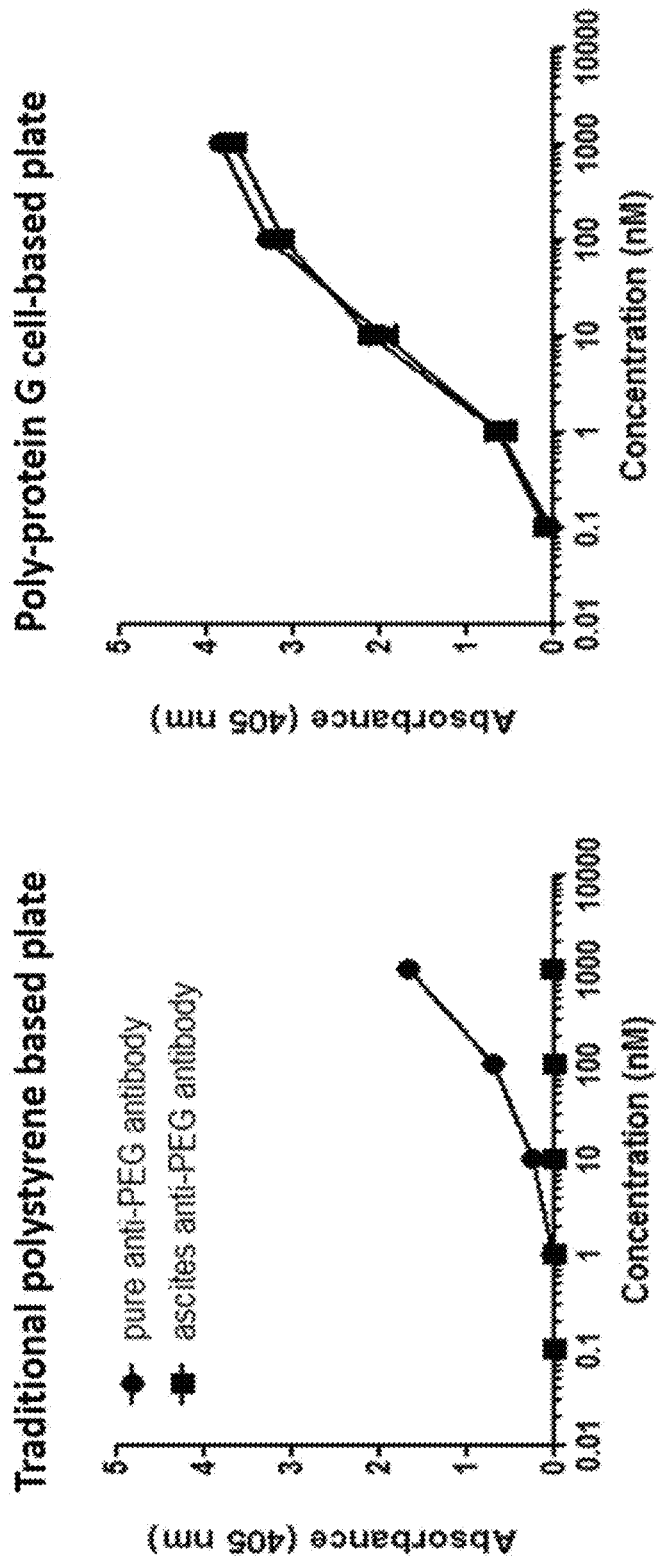 Traditional polystyrene based plate
pure anti-PEG antibody
ascites anti-PEG antibody
Absorbance (405 nm)
5
4
3
2
1
0
0.01 0.1 1 10 100 1000 10000
Concentration (nM)
Poly-protein G cell-based plate
Absorbance (405 nm)
5
4
3
2
1
0
0.01 0.1 1 10 100 1000 10000
Concentration (nM)